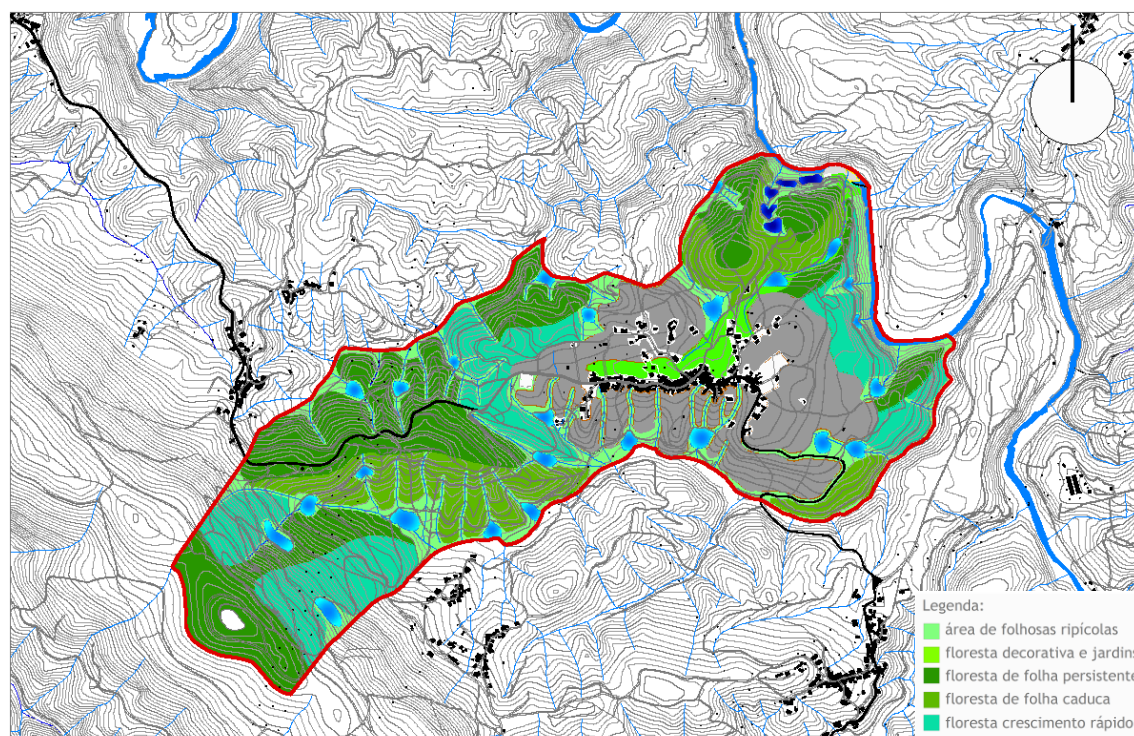 Legenda:
área de folhosas ripícolas
floresta decorativa e jardins
floresta de folha persistente
floresta de folha caduca
floresta crescimento rápido